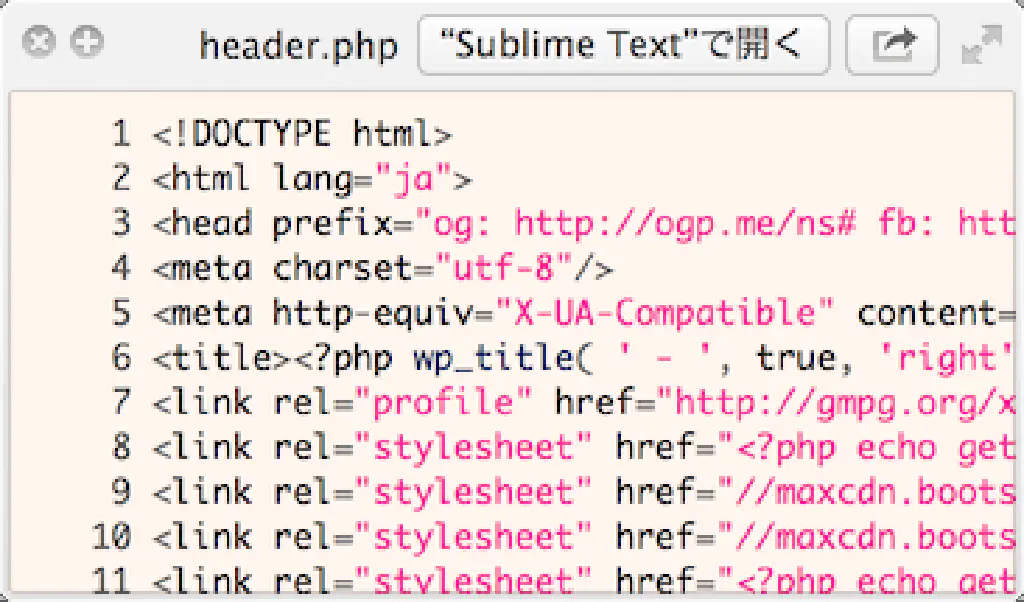 header.php “Sublime Text”で開く
1 <!DOCTYPE html>
2 <html lang="ja">
3 <head prefix="og: http://ogp.me/ns# fb: htt
4 <meta charset="utf-8"/>
5 <meta http-equiv="X-UA-Compatible" content=
6 <title><?php wp_title( ' - ', true, 'right'
7 <link rel="profile" href="http://gmpg.org/x
8 <link rel="stylesheet" href="<?php echo get
9 <link rel="stylesheet" href="//maxcdn.boots
10 <link rel="stylesheet" href="//maxcdn.boots
11 <link rel="stylesheet" href="<?php echo get